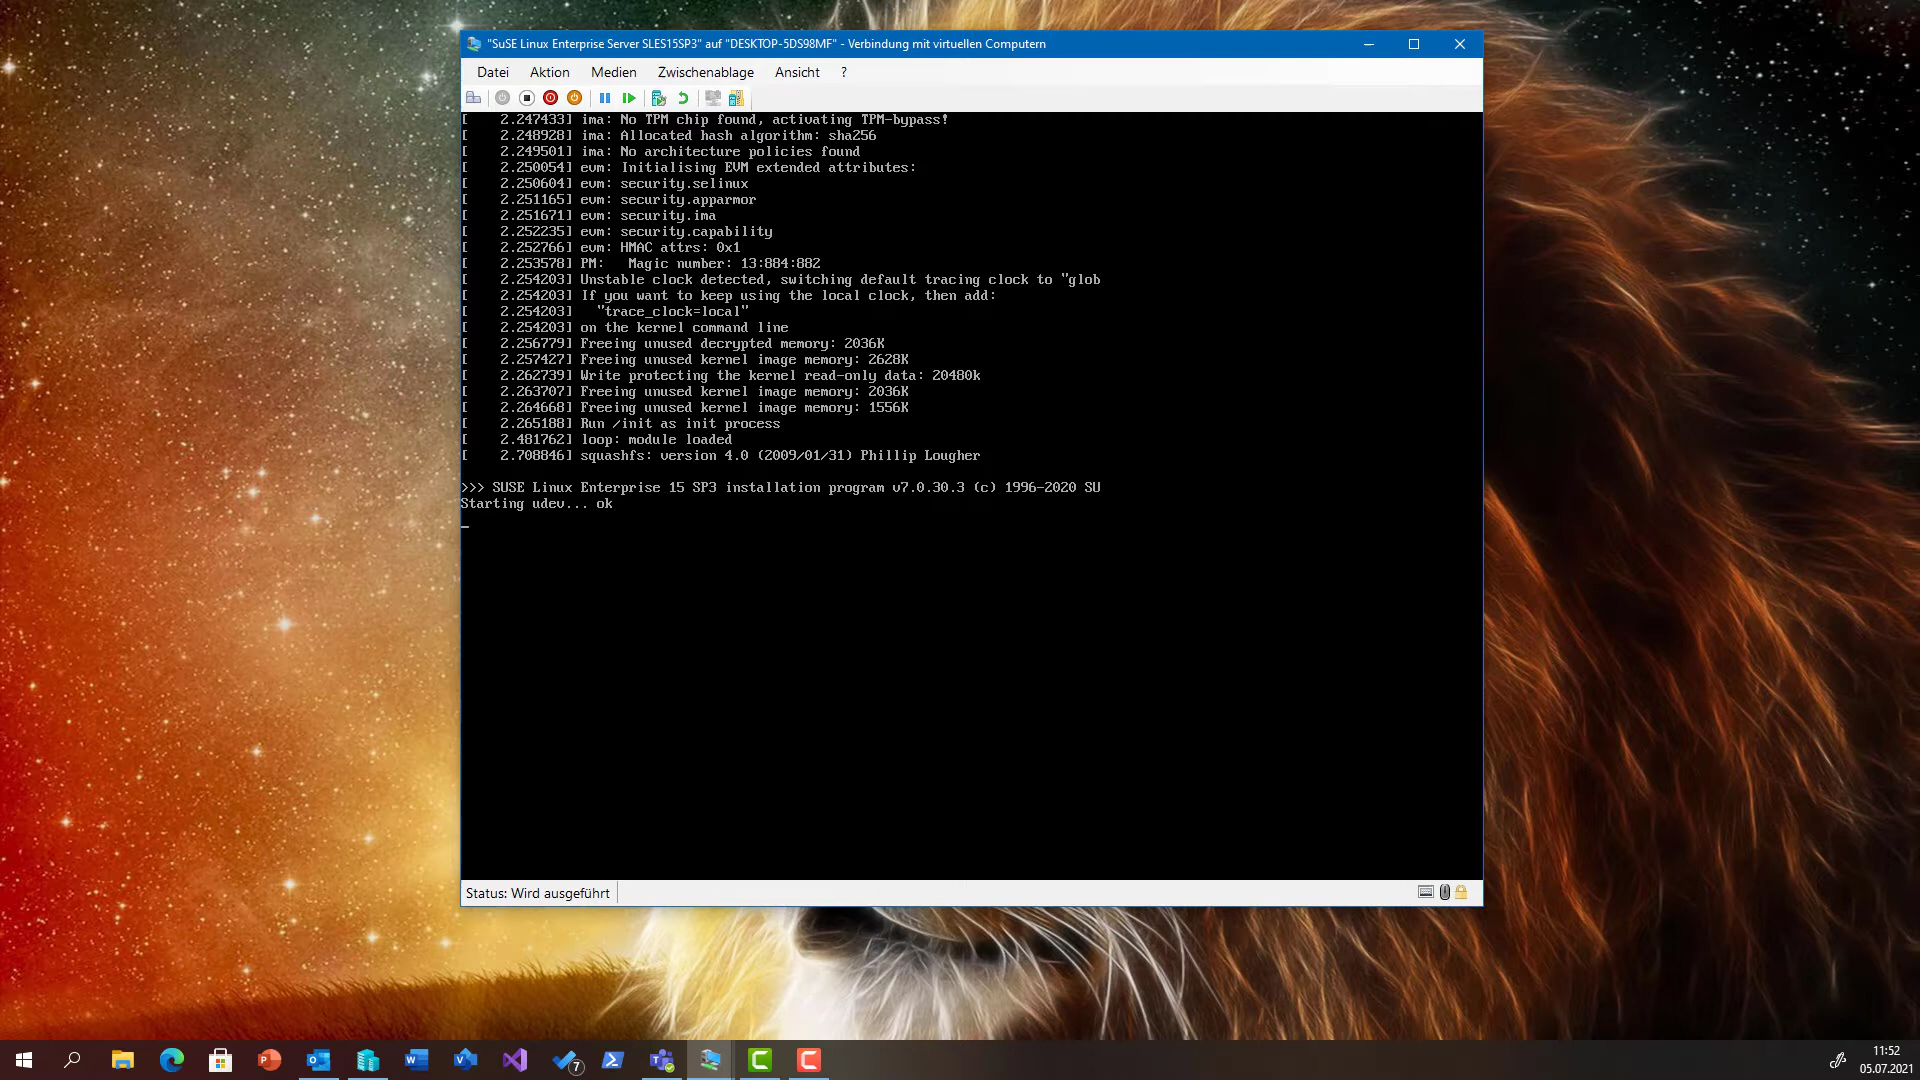 "SuSE Linux Enterprise Server SLES15SP3" auf "DESKTOP-5DS98MF" - Verbindung mit virtuellen Computern
Datei Aktion Medien Zwischenablage Ansicht ?
[    2.247433] ima: No TPM chip found, activating TPM-bypass!
[    2.248928] ima: Allocated hash algorithm: sha256
[    2.249501] ima: No architecture policies found
[    2.250054] evm: Initialising EVM extended attributes:
[    2.250604] evm: security.selinux
[    2.251165] evm: security.apparmor
[    2.251671] evm: security.ima
[    2.252235] evm: security.capability
[    2.252766] evm: HMAC attrs: 0x1
[    2.253578] PM:   Magic number: 13:884:882
[    2.254203] Unstable clock detected, switching default tracing clock to "glob
[    2.254203] If you want to keep using the local clock, then add:
[    2.254203]   "trace_clock=local"
[    2.254203] on the kernel command line
[    2.256779] Freeing unused decrypted memory: 2036K
[    2.257427] Freeing unused kernel image memory: 2628K
[    2.262739] Write protecting the kernel read-only data: 20480k
[    2.263707] Freeing unused kernel image memory: 2036K
[    2.264668] Freeing unused kernel image memory: 1556K
[    2.265188] Run /init as init process
[    2.481762] loop: module loaded
[    2.708846] squashfs: version 4.0 (2009/01/31) Phillip Lougher
>>> SUSE Linux Enterprise 15 SP3 installation program v7.0.30.3 (c) 1996-2020 SU
Starting udev... ok
_
Status: Wird ausgeführt
7
11:52
05.07.2021